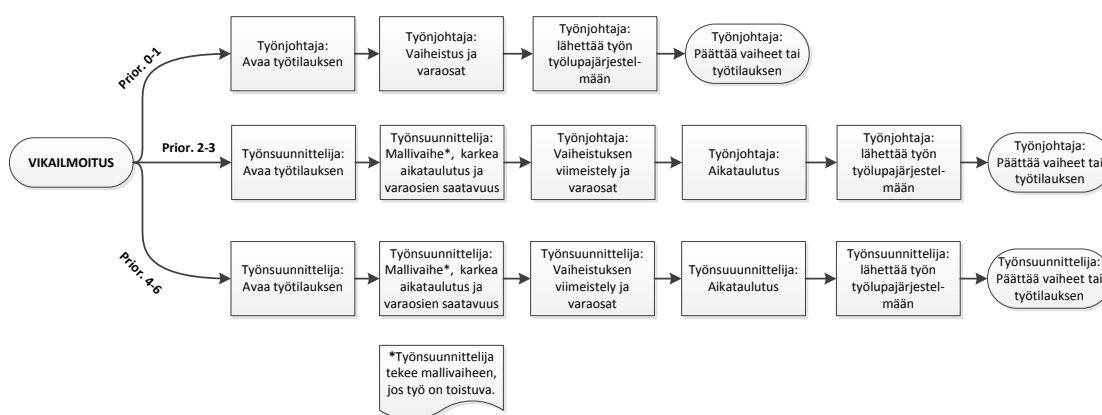 Prior. 0-1
Työnjohtaja:
Avaa työtilauksen
Työnjohtaja:
Vaiheistus ja
varaosat
Työnjohtaja:
lähettää työn
työlupajärjestel-
mään
Työnjohtaja:
Päättää vaiheet tai
työtilauksen
VIKAILMOITUS
Prior. 2-3
Työnsuunnittelija:
Avaa työtilauksen
Työnsuunnittelija:
Mallivaihe*, karkea
aikataulutus ja
varaosien saatavuus
Työnjohtaja:
Vaiheistuksen
viimeistely ja
varaosat
Työnjohtaja:
Aikataulutus
Työnjohtaja:
lähettää työn
työlupajärjestel-
mään
Työnjohtaja:
Päättää vaiheet tai
työtilauksen
Prior. 4-6
Työnsuunnittelija:
Avaa työtilauksen
Työnsuunnittelija:
Mallivaihe*, karkea
aikataulutus ja
varaosien saatavuus
Työnsuunnittelija:
Vaiheistuksen
viimeistely ja
varaosat
Työnsuuunnittelija:
Aikataulutus
Työnsuunnittelija:
lähettää työn
työlupajärjestel-
mään
Työnsuunnittelija:
Päättää vaiheet tai
työtilauksen
*Työnsuunnittelija
tekee mallivaiheen,
jos työ on toistuva.